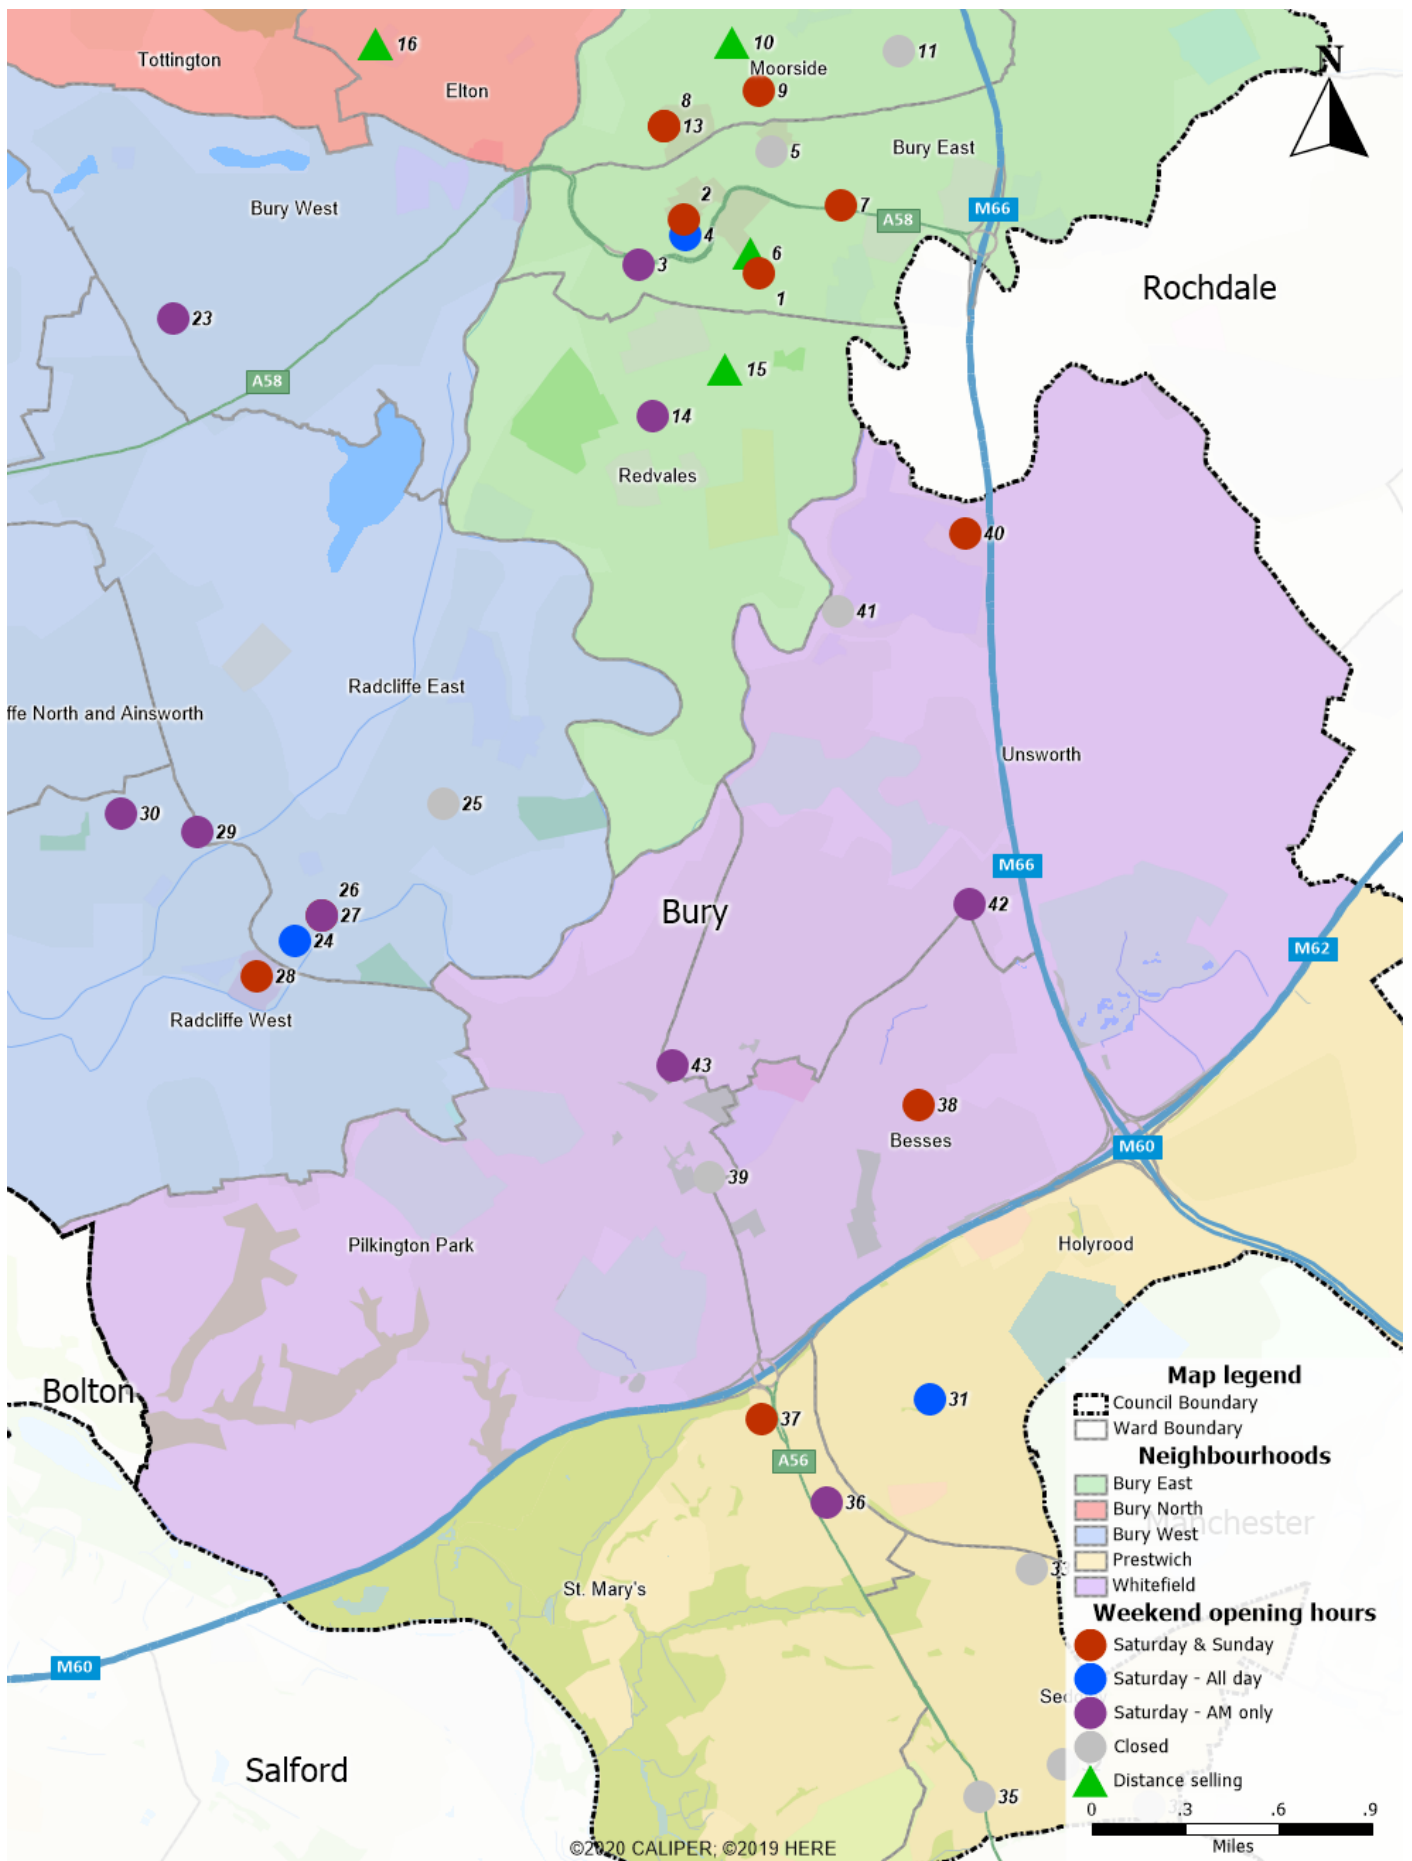 16
10
11
Tottington
Moorside
Elton
9
8
13
5
Bury East
Bury West
2
7
A58
M66
4
3
6
1
Rochdale
23
A58
15
14
Redvales
40
41
Radcliffe East
ffe North and Ainsworth
Unsworth
30
29
25
M66
26
27
24
28
Radcliffe West
Bury
42
M62
43
38
Besses
M60
39
Pilkington Park
Holyrood
Bolton
31
37
A56
36
St. Mary's
M60
Salford
35
©2020 CALIPER; ©2019 HERE
N
Map legend
Council Boundary
Ward Boundary
Neighbourhoods
Bury East
Bury North
Manchester
Bury West
Prestwich
Whitefield
Weekend opening hours
Saturday & Sunday
Saturday - All day
Saturday - AM only
Closed
Distance selling
0 .3 .6 .9
Miles